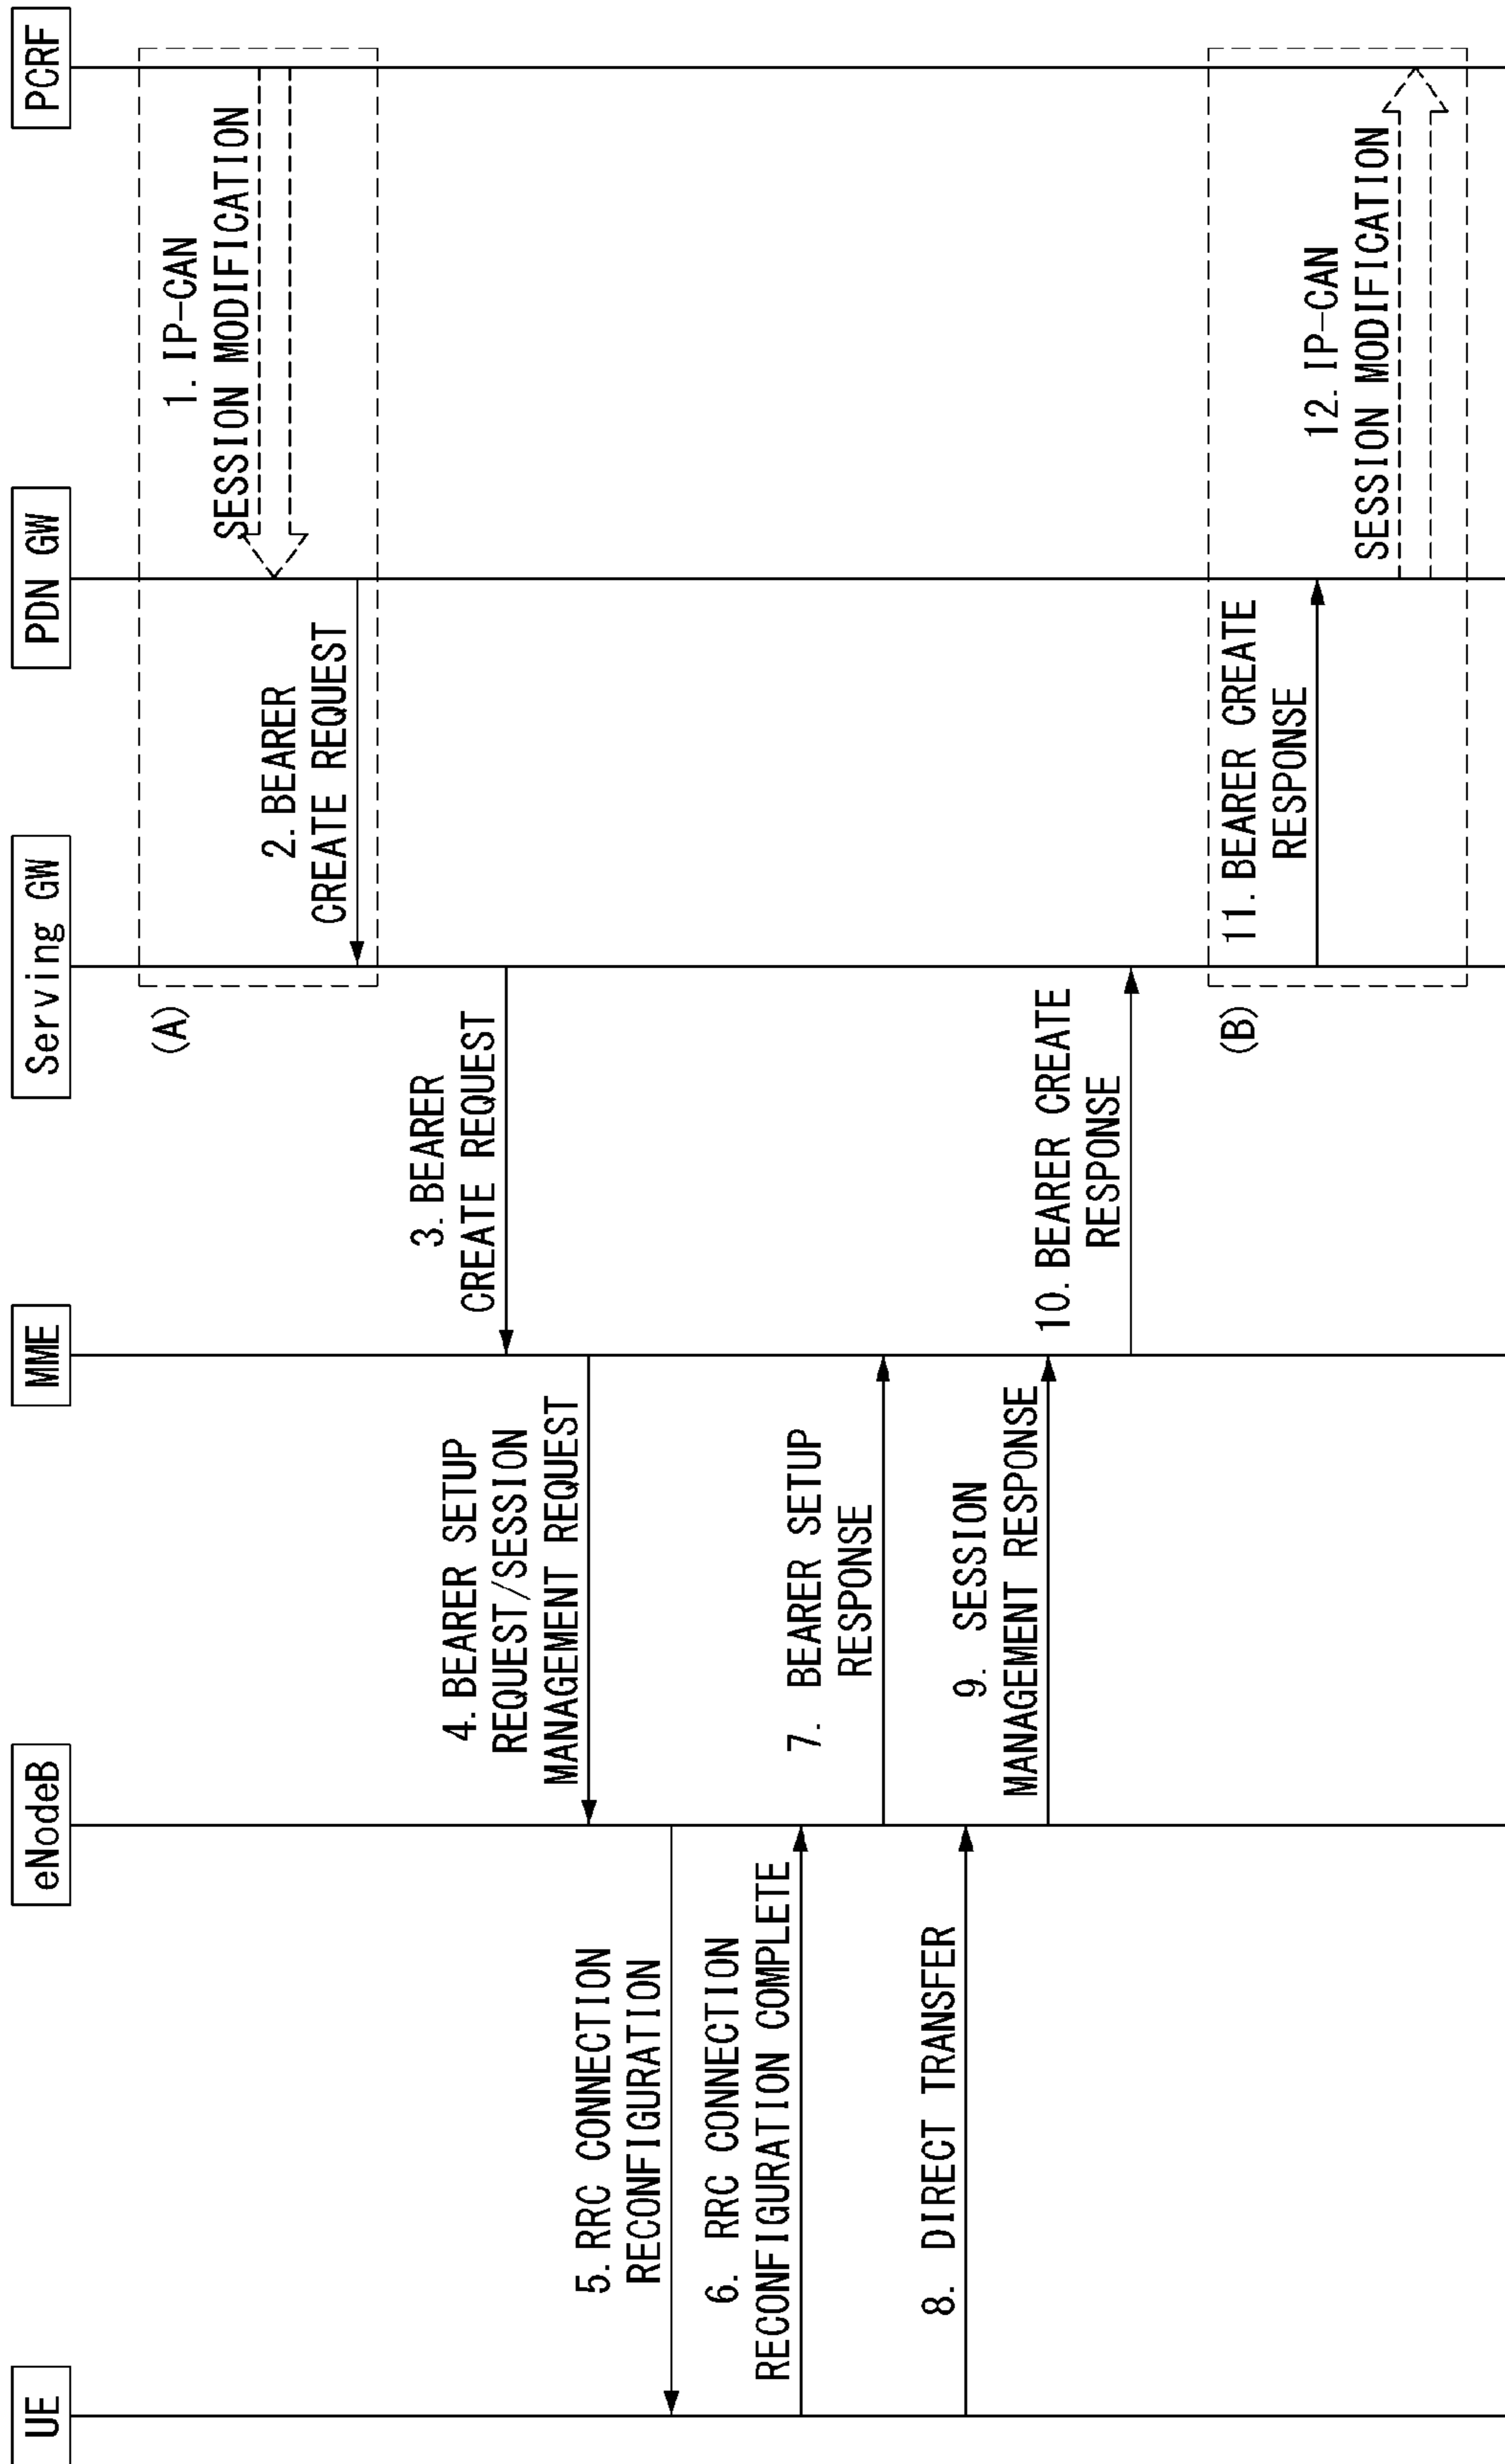 UE
eNodeB
MME
Serving GW
PDN GW
PCRF
(A)
1. IP-CAN
SESSION MODIFICATION
2. BEARER
CREATE REQUEST
3. BEARER
CREATE REQUEST
4. BEARER SETUP
REQUEST/SESSION
MANAGEMENT REQUEST
5. RRC CONNECTION
RECONFIGURATION
6. RRC CONNECTION
RECONFIGURATION COMPLETE
7. BEARER SETUP
RESPONSE
8. DIRECT TRANSFER
9. SESSION
MANAGEMENT RESPONSE
10. BEARER CREATE
RESPONSE
(B)
11. BEARER CREATE
RESPONSE
12. IP-CAN
SESSION MODIFICATION